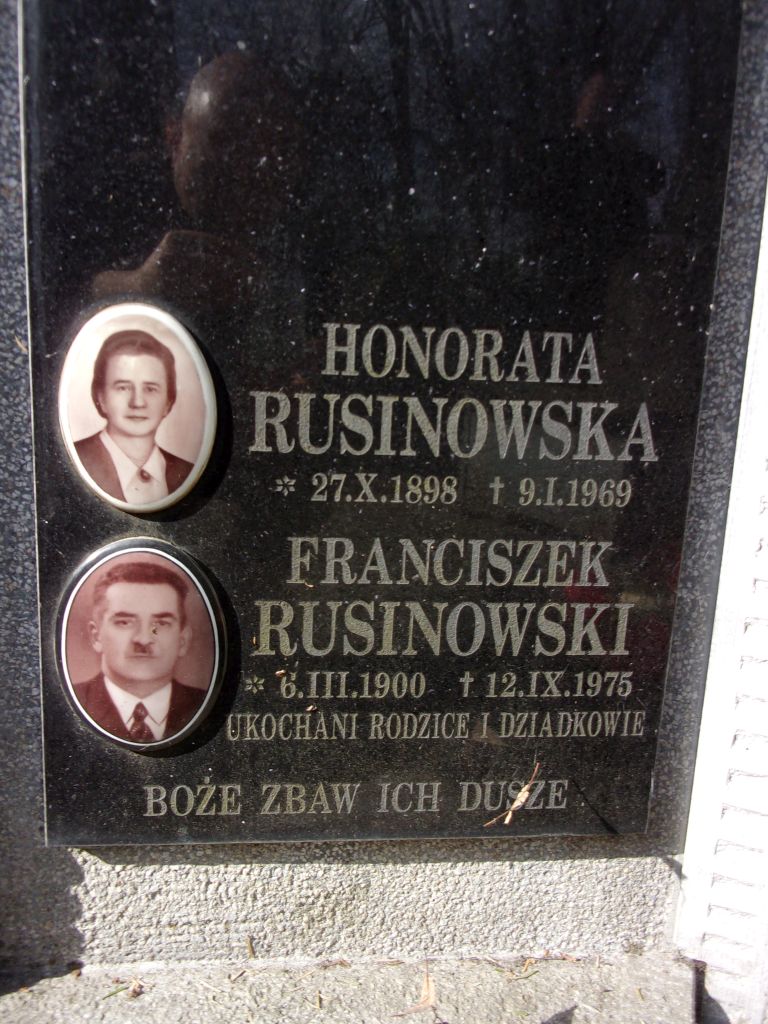 HONORATA
RUSINOWSKA
* 27.X.1898 † 9.I.1969
FRANCISZEK
RUSINOWSKI
* 6.III.1900 † 12.IX.1975
UKOCHANI RODZICE I DZIADKOWIE
BOŻE ZBAW ICH DUSZE